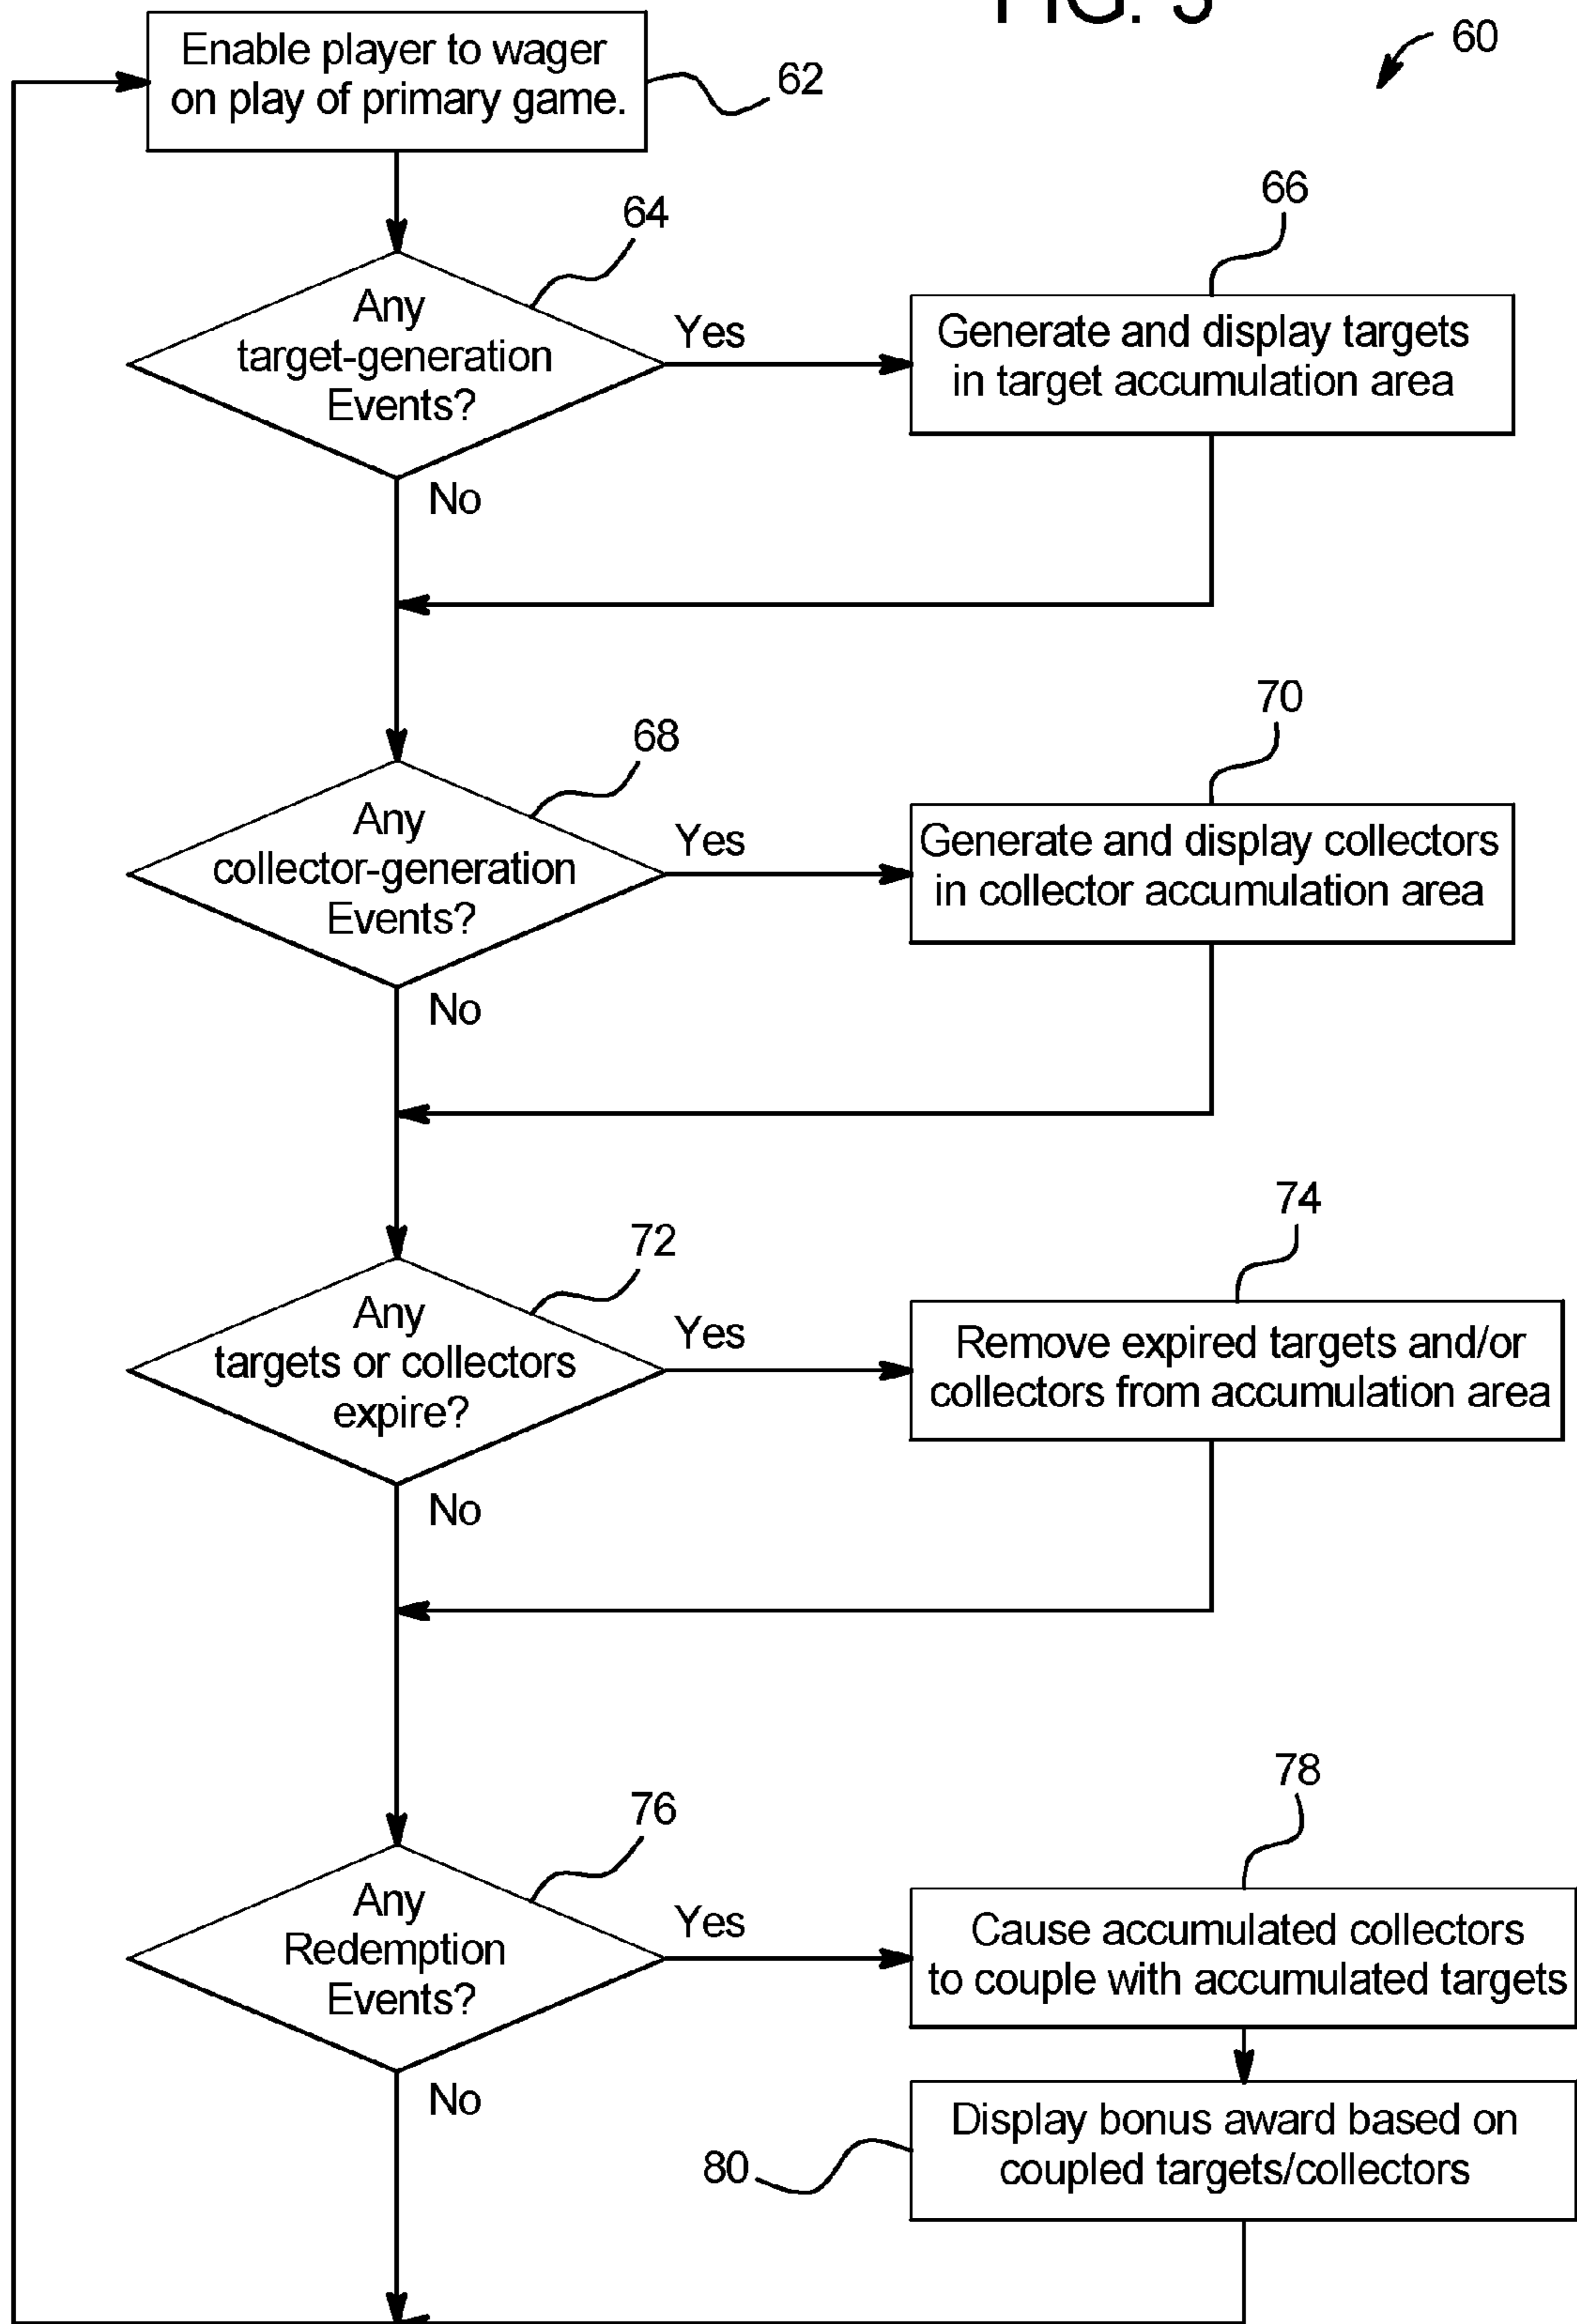 60
Enable player to wager
on play of primary game.
62
64
66
Any
target-generation
Events?
Yes
Generate and display targets
in target accumulation area
No
68
70
Any
collector-generation
Events?
Yes
Generate and display collectors
in collector accumulation area
No
72
74
Any
targets or collectors
expire?
Yes
Remove expired targets and/or
collectors from accumulation area
No
76
78
Any
Redemption
Events?
Yes
Cause accumulated collectors
to couple with accumulated targets
No
80
Display bonus award based on
coupled targets/collectors